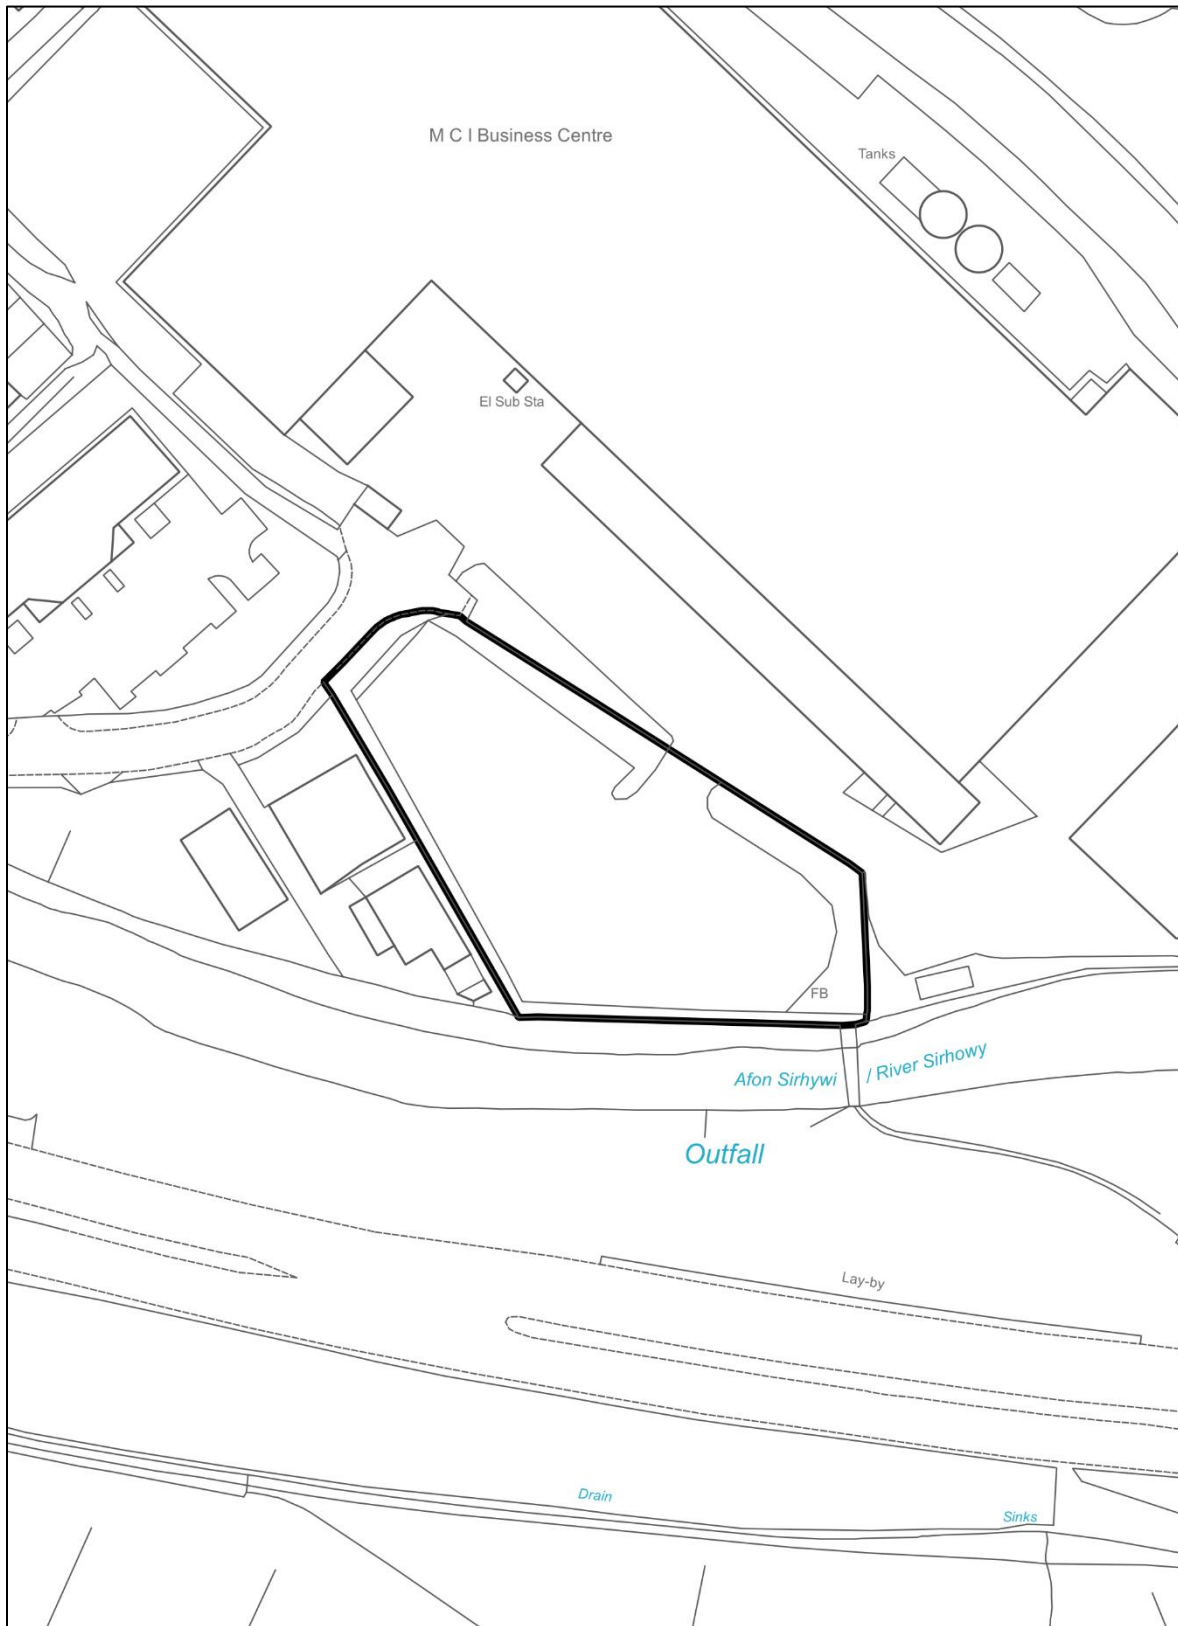 M C I Business Centre
Tanks
El Sub Sta
FB
Afon Sirhywi / River Sirhowy
Outfall
Lay-by
Drain
Sinks